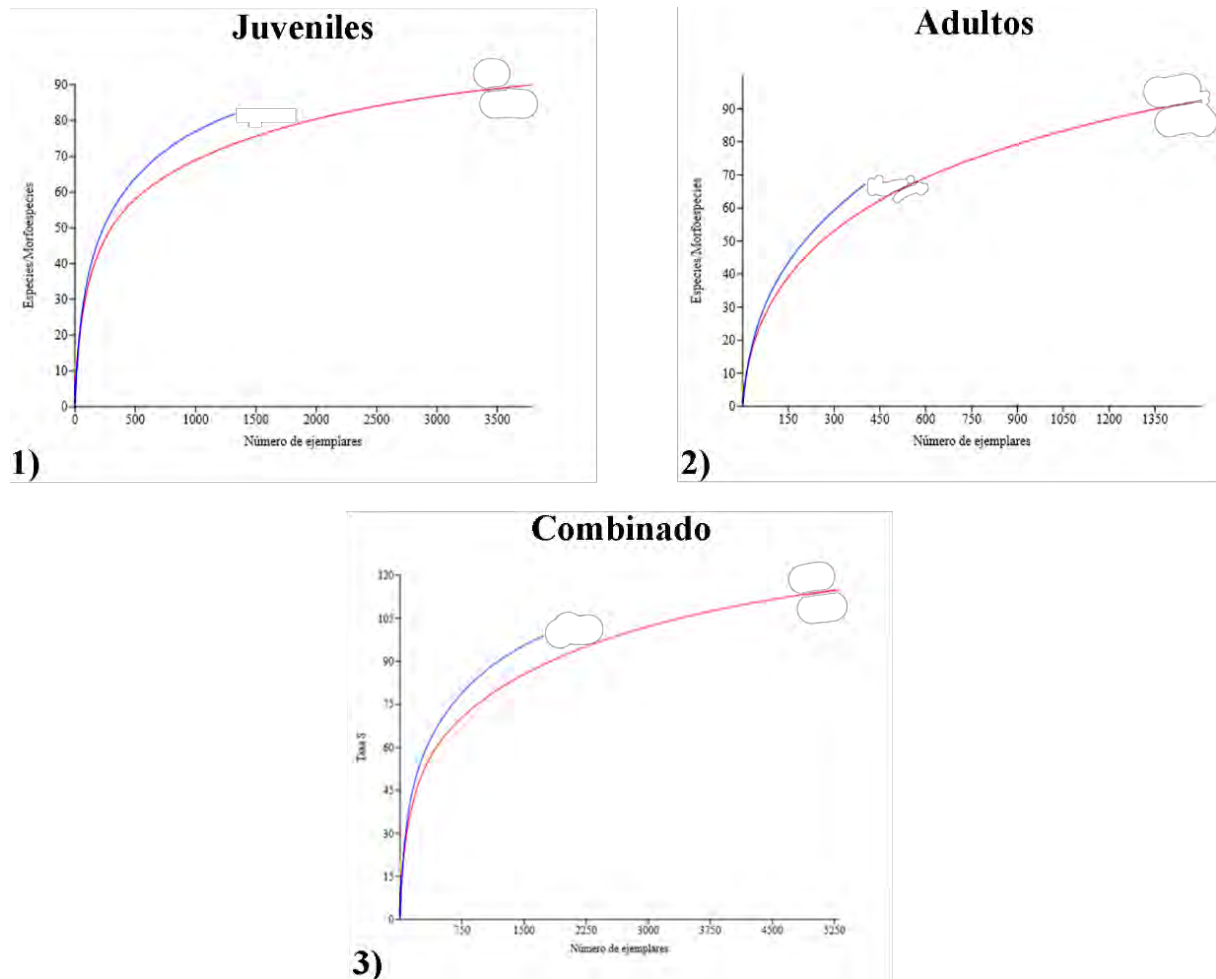 Juveniles
90
80
70
60
50
40
30
20
10
0
Especies/Morfoespecies
0 500 1000 1500 2000 2500 3000 3500
Número de ejemplares
1)
Adultos
90
80
70
60
50
40
30
20
10
0
Especies/Morfoespecies
150 300 450 600 750 900 1050 1200 1350
Número de ejemplares
2)
Combinado
120
105
90
75
60
45
30
15
0
Taxa S
750 1500 2250 3000 3750 4500 5250
Número de ejemplares
3)